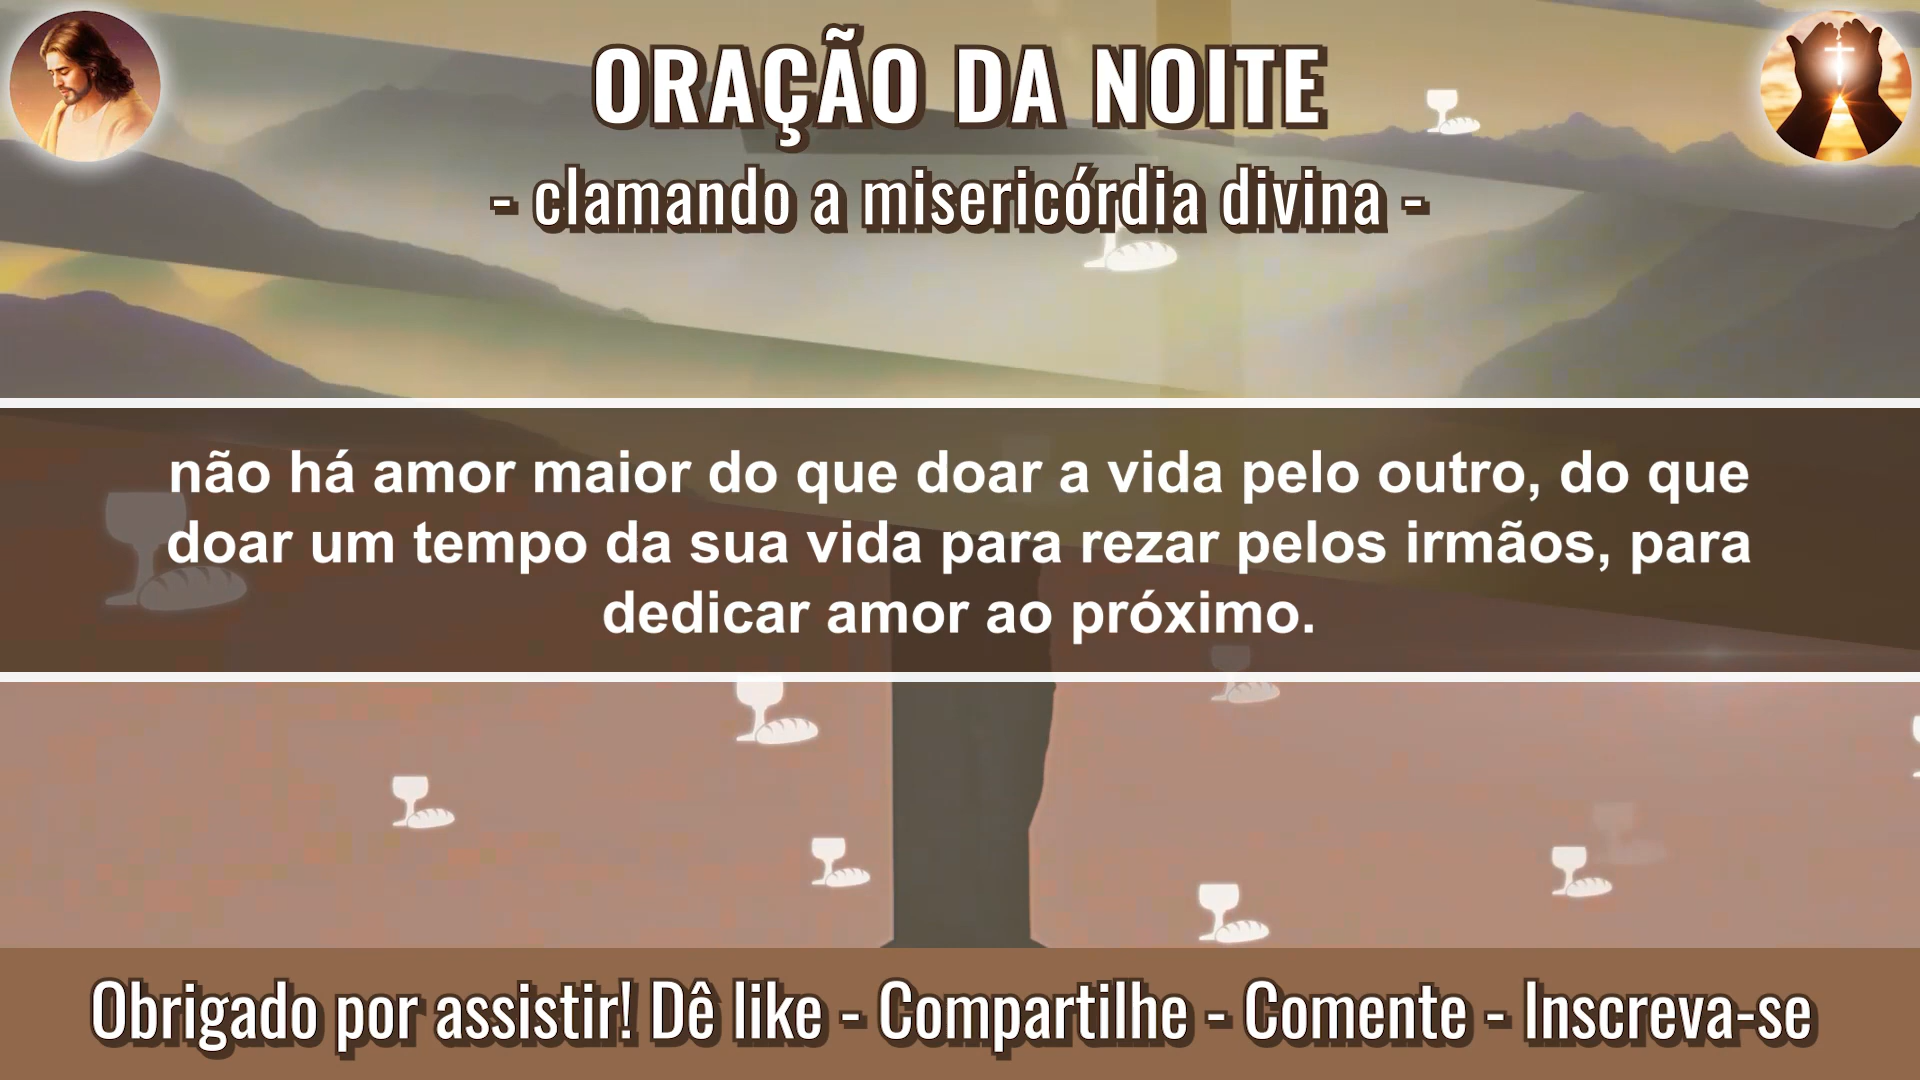 ORAÇÃO DA NOITE
- clamando a misericórdia divina -
não há amor maior do que doar a vida pelo outro, do que
doar um tempo da sua vida para rezar pelos irmãos, para
dedicar amor ao próximo.
Obrigado por assistir! Dê like - Compartilhe - Comente - Inscreva-se